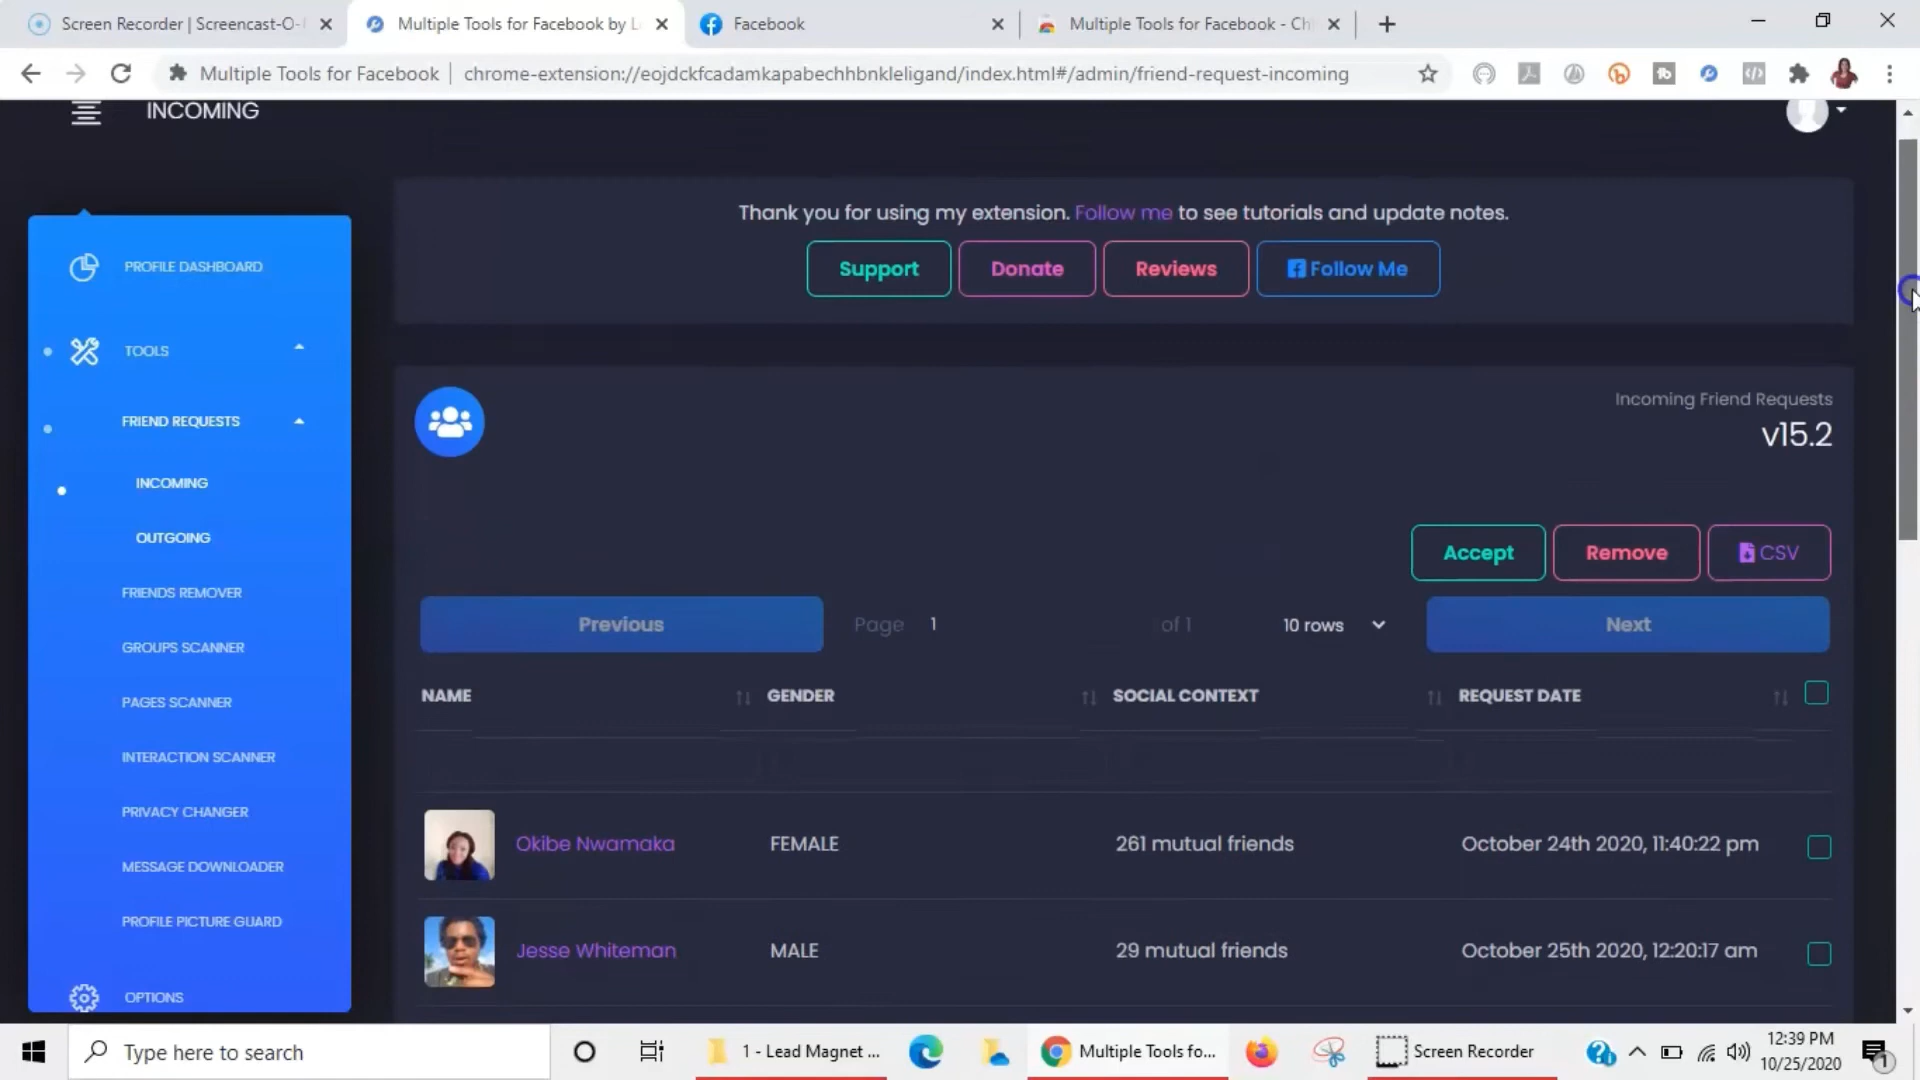 Screen Recorder | Screencast-O-
Multiple Tools for Facebook by L
Facebook
Multiple Tools for Facebook - Ch
Multiple Tools for Facebook
chrome-extension://eojdckfcadamkapabechhbnkleligand/index.html#/admin/friend-request-incoming
INCOMING
Thank you for using my extension. Follow me to see tutorials and update notes.
Support
Donate
Reviews
Follow Me
PROFILE DASHBOARD
TOOLS
FRIEND REQUESTS
INCOMING
OUTGOING
FRIENDS REMOVER
GROUPS SCANNER
PAGES SCANNER
INTERACTION SCANNER
PRIVACY CHANGER
MESSAGE DOWNLOADER
PROFILE PICTURE GUARD
OPTIONS
Incoming Friend Requests
v15.2
Accept
Remove
CSV
Previous
Page 1 of 1
10 rows
Next
NAME GENDER SOCIAL CONTEXT REQUEST DATE
Okibe Nwamaka FEMALE 261 mutual friends October 24th 2020, 11:40:22 pm
Jesse Whiteman MALE 29 mutual friends October 25th 2020, 12:20:17 am
Type here to search
1 - Lead Magnet ...
Multiple Tools fo...
Screen Recorder
12:39 PM
10/25/2020
1